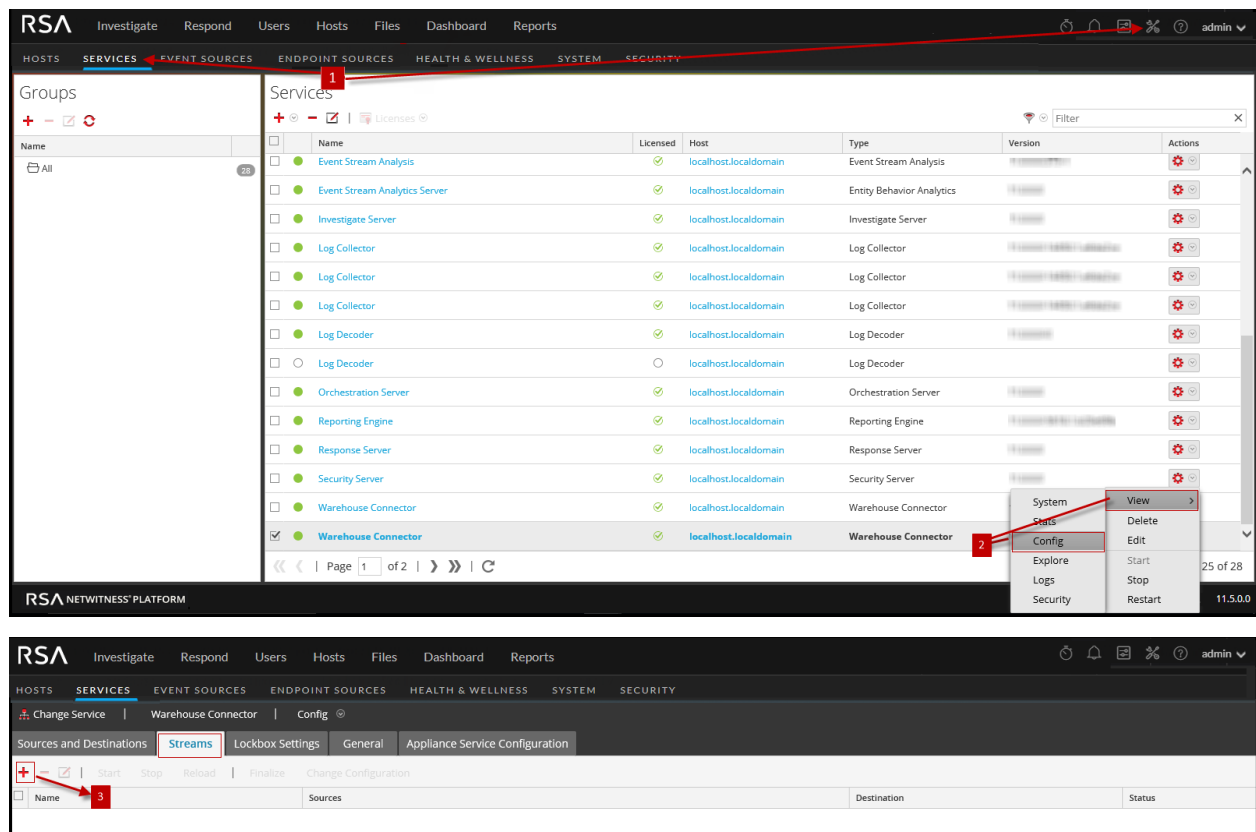 RSA Investigate Respond Users Hosts Files Dashboard Reports admin
HOSTS SERVICES EVENT SOURCES ENDPOINT SOURCES HEALTH & WELLNESS SYSTEM SECURITY
1
Groups
Services
Licenses
Filter
Name
All
28
Name Licensed Host Type Version Actions
Event Stream Analysis localhost.localdomain Event Stream Analysis
Event Stream Analytics Server localhost.localdomain Entity Behavior Analytics
Investigate Server localhost.localdomain Investigate Server
Log Collector localhost.localdomain Log Collector
Log Collector localhost.localdomain Log Collector
Log Collector localhost.localdomain Log Collector
Log Decoder localhost.localdomain Log Decoder
Log Decoder localhost.localdomain Log Decoder
Orchestration Server localhost.localdomain Orchestration Server
Reporting Engine localhost.localdomain Reporting Engine
Response Server localhost.localdomain Response Server
Security Server localhost.localdomain Security Server
Warehouse Connector localhost.localdomain Warehouse Connector
Warehouse Connector localhost.localdomain Warehouse Connector
System
Stats
Config
Explore
Logs
Security
View
Delete
Edit
Start
Stop
Restart
2
Page 1 of 2
25 of 28
RSA NETWITNESS® PLATFORM
11.5.0.0
RSA Investigate Respond Users Hosts Files Dashboard Reports admin
HOSTS SERVICES EVENT SOURCES ENDPOINT SOURCES HEALTH & WELLNESS SYSTEM SECURITY
Change Service | Warehouse Connector | Config
Sources and Destinations Streams Lockbox Settings General Appliance Service Configuration
Start Stop Reload | Finalize Change Configuration
3
Name Sources Destination Status